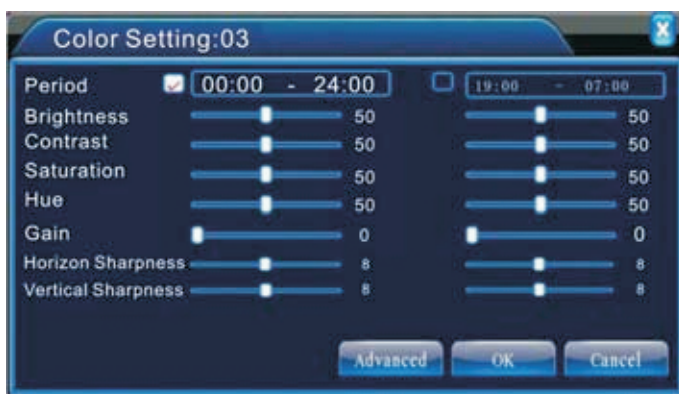 Color Setting:03
Period 00:00 - 24:00 19:00 - 07:00
Brightness 50 50
Contrast 50 50
Saturation 50 50
Hue 50 50
Gain 0 0
Horizon Sharpness 8 8
Vertical Sharpness 8 8
Advanced OK Cancel